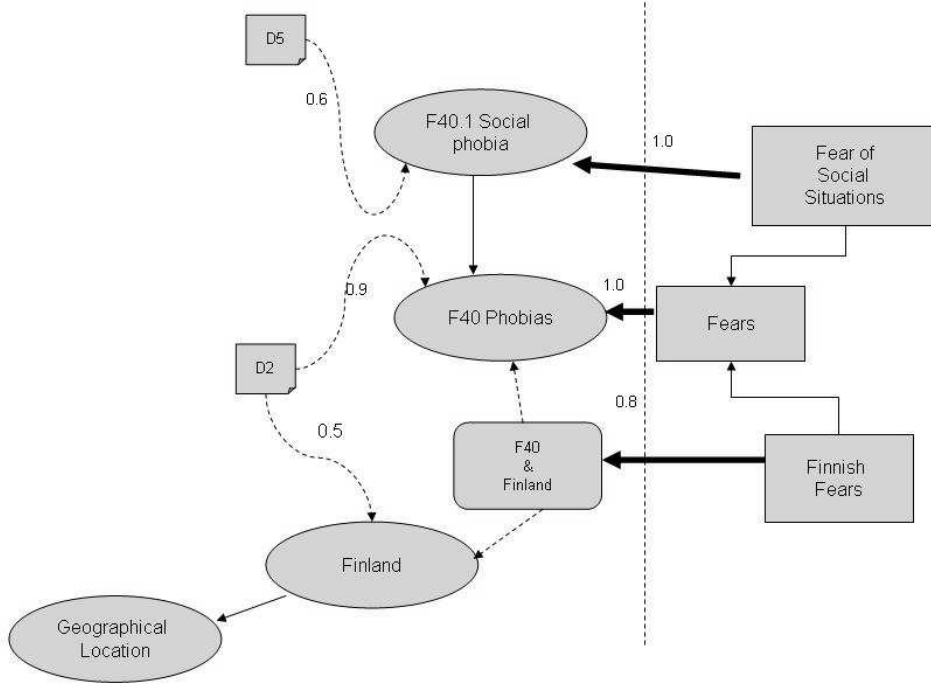 D5
0.6
F40.1 Social
phobia
1.0
Fear of
Social
Situations
0.9
F40 Phobias
1.0
Fears
D2
0.5
0.8
F40
&
Finland
Finnish
Fears
Finland
Geographical
Location